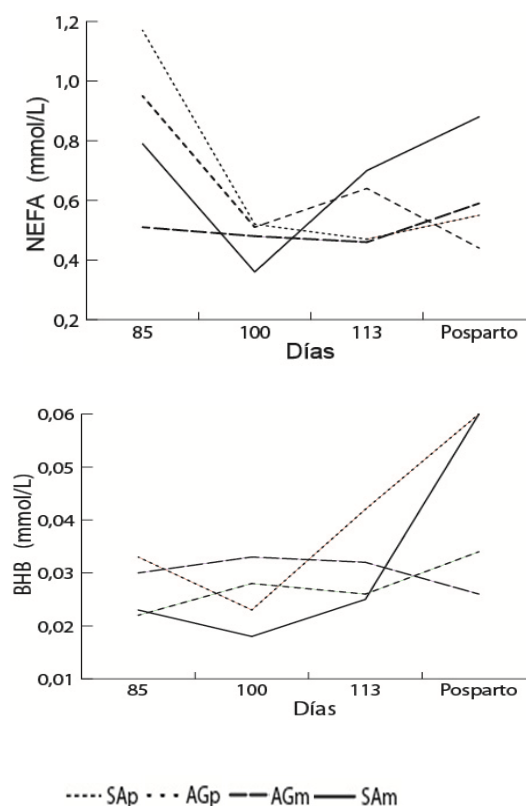 1,2
1,0
0,8
0,6
0,4
0,2
NEFA (mmol/L)
85 100 113 Posparto
Días
0,06
0,05
0,04
0,03
0,02
0,01
BHB (mmol/L)
85 100 113 Posparto
Días
SAp AGp AGm SAm